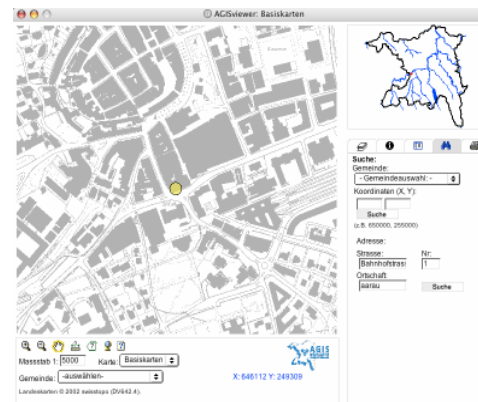 AGISviewer: Basiskarten
Suche:
Gemeinde:
- Gemeindeauswahl: -
Koordinaten (X, Y):
Suche
(z.B. 650000, 255000)
Adresse:
Strasse: Nr:
Bahnhofstras 1
Ortschaft:
aarau Suche
Massstab 1: 5000 Karte: Basiskarten
AGIS
Gemeinde: -auswählen- X: 646112 Y: 249309
Landeskarten © 2002 swisstopo (DV642.4).